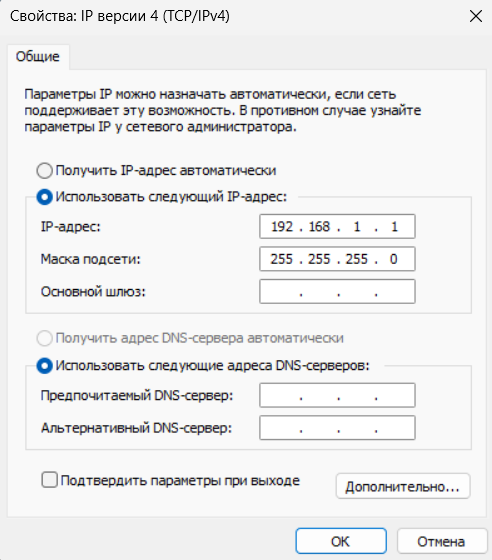 Свойства: IP версии 4 (TCP/IPv4)
Общие
Параметры IP можно назначать автоматически, если сеть
поддерживает эту возможность. В противном случае узнайте
параметры IP у сетевого администратора.
Получить IP-адрес автоматически
Использовать следующий IP-адрес:
IP-адрес: 192 . 168 . 1 . 1
Маска подсети: 255 . 255 . 255 . 0
Основной шлюз: . . .
Получить адрес DNS-сервера автоматически
Использовать следующие адреса DNS-серверов:
Предпочитаемый DNS-сервер: . . .
Альтернативный DNS-сервер: . . .
Подтвердить параметры при выходе
Дополнительно...
ОК Отмена